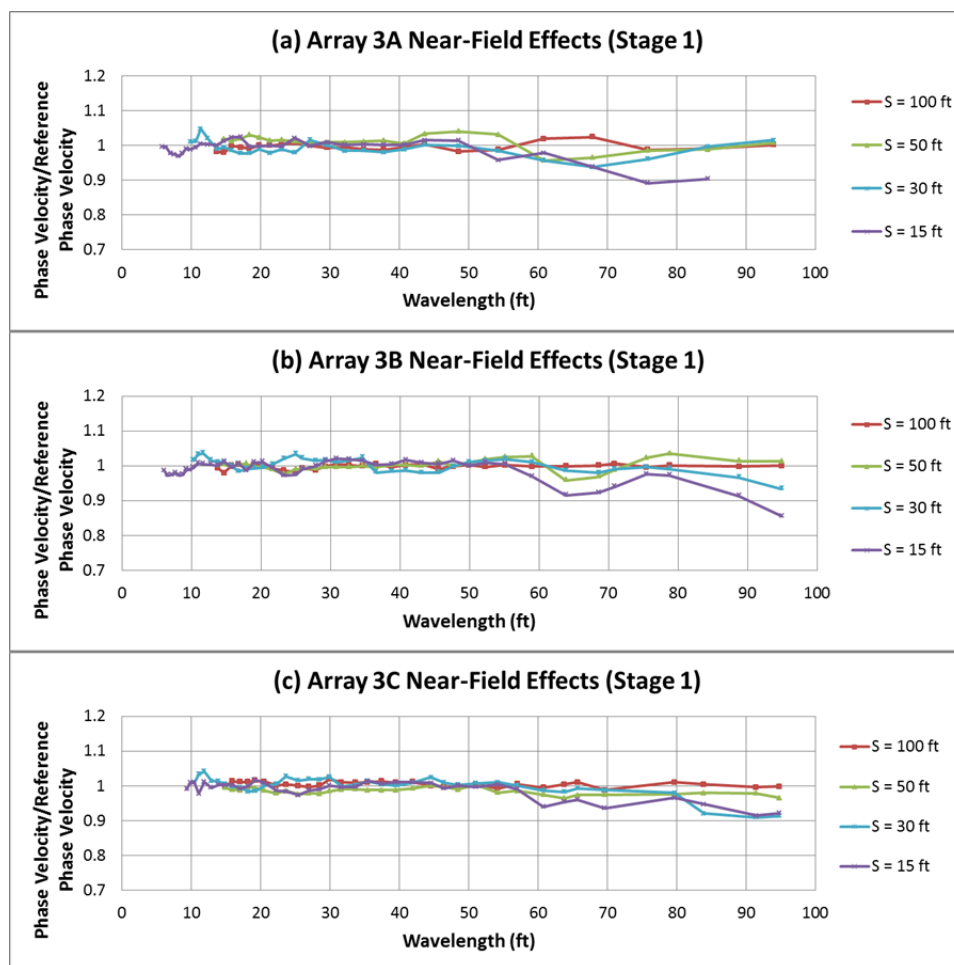 (a) Array 3A Near-Field Effects (Stage 1)
Phase Velocity/Reference
Phase Velocity
1.2
1.1
1
0.9
0.8
0.7
0 10 20 30 40 50 60 70 80 90 100
Wavelength (ft)
S = 100 ft
S = 50 ft
S = 30 ft
S = 15 ft
(b) Array 3B Near-Field Effects (Stage 1)
Phase Velocity/Reference
Phase Velocity
1.2
1.1
1
0.9
0.8
0.7
0 10 20 30 40 50 60 70 80 90 100
Wavelength (ft)
S = 100 ft
S = 50 ft
S = 30 ft
S = 15 ft
(c) Array 3C Near-Field Effects (Stage 1)
Phase Velocity/Reference
Phase Velocity
1.2
1.1
1
0.9
0.8
0.7
0 10 20 30 40 50 60 70 80 90 100
Wavelength (ft)
S = 100 ft
S = 50 ft
S = 30 ft
S = 15 ft